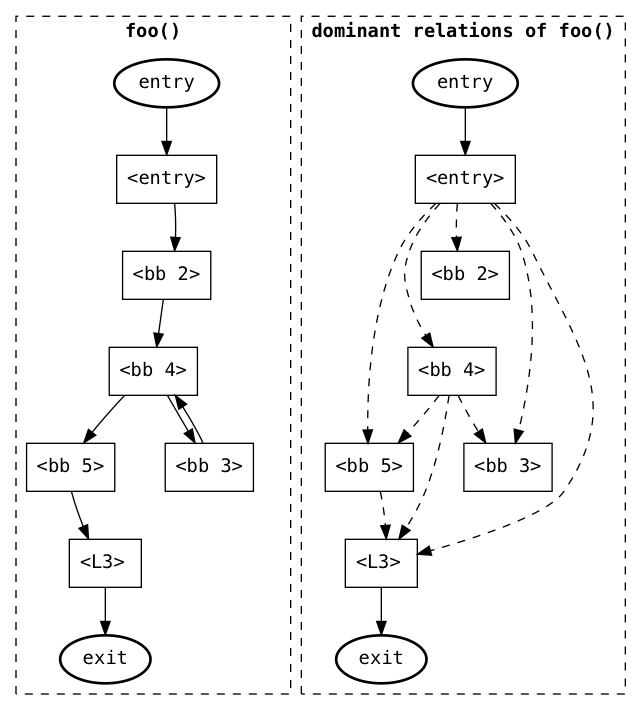 foo()
entry
<entry>
<bb 2>
<bb 4>
<bb 5>
<bb 3>
<L3>
exit
dominant relations of foo()
entry
<entry>
<bb 2>
<bb 4>
<bb 5>
<bb 3>
<L3>
exit